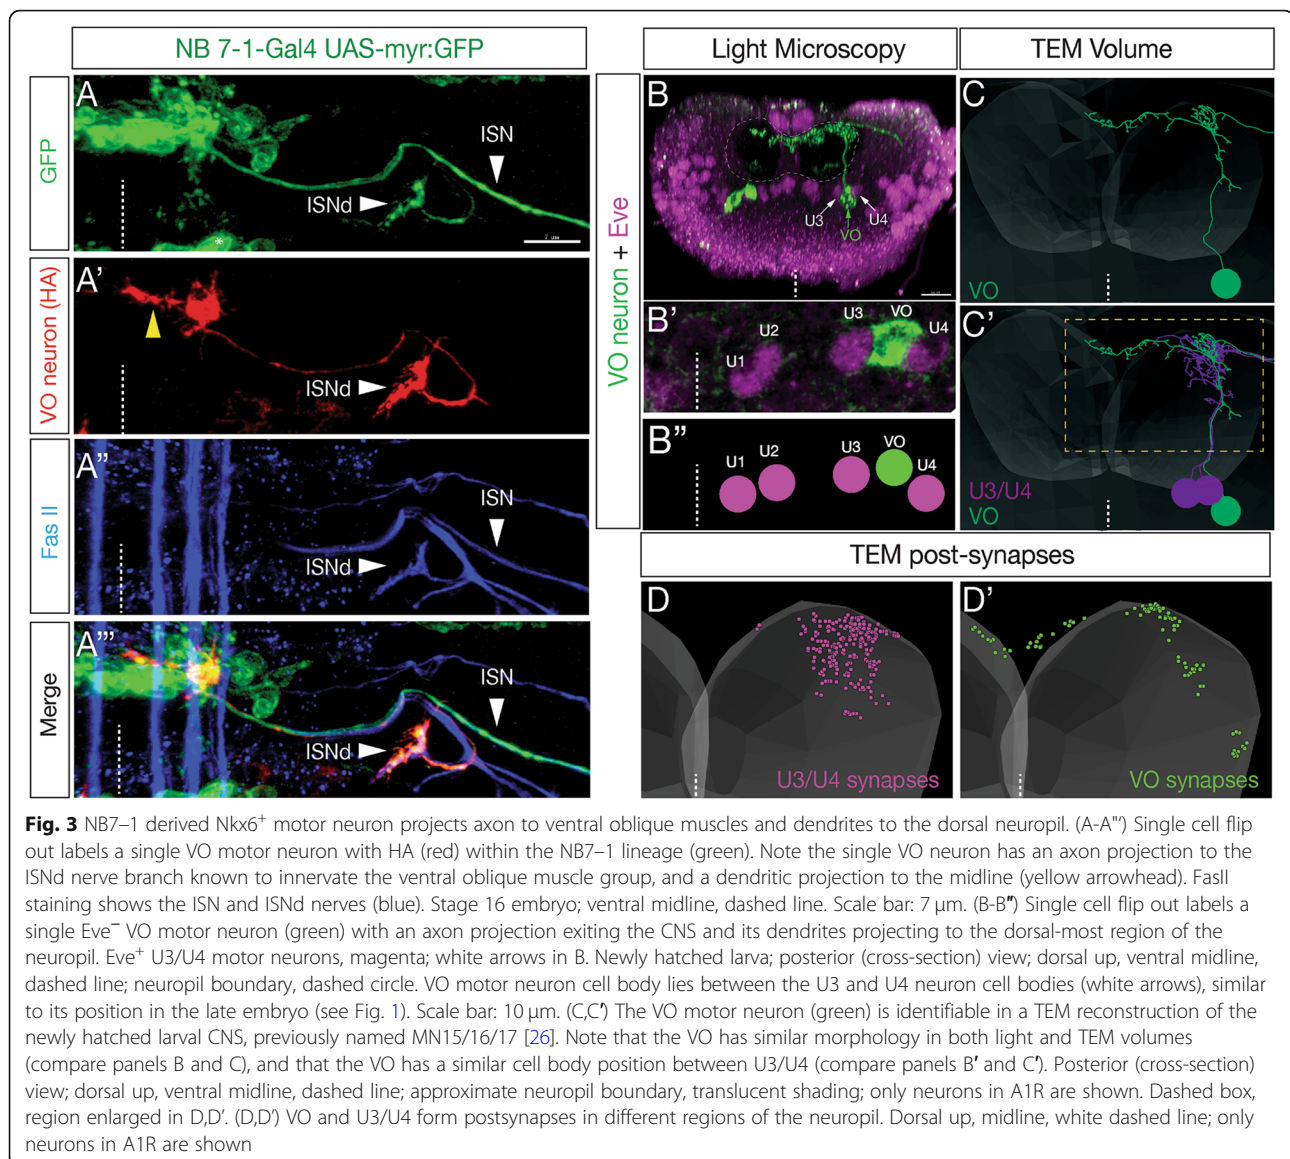 NB 7-1-Gal4 UAS-myr:GFP
Light Microscopy
TEM Volume
GFP
A
ISN
ISNd
2 um
*
VO neuron (HA)
A'
ISNd
Fas II
A"
ISN
ISNd
Merge
A"'
ISN
ISNd
VO neuron + Eve
B
U3
U4
VO
B'
U1
U2
U3
VO
U4
B"
U1
U2
U3
VO
U4
C
VO
C'
U3/U4
VO
TEM post-synapses
D
U3/U4 synapses
D'
VO synapses
Fig. 3 NB7–1 derived Nkx6+ motor neuron projects axon to ventral oblique muscles and dendrites to the dorsal neuropil. (A-A"') Single cell flip
out labels a single VO motor neuron with HA (red) within the NB7–1 lineage (green). Note the single VO neuron has an axon projection to the
ISNd nerve branch known to innervate the ventral oblique muscle group, and a dendritic projection to the midline (yellow arrowhead). FasII
staining shows the ISN and ISNd nerves (blue). Stage 16 embryo; ventral midline, dashed line. Scale bar: 7 μm. (B-B") Single cell flip out labels a
single Eve− VO motor neuron (green) with an axon projection exiting the CNS and its dendrites projecting to the dorsal-most region of the
neuropil. Eve+ U3/U4 motor neurons, magenta; white arrows in B. Newly hatched larva; posterior (cross-section) view; dorsal up, ventral midline,
dashed line; neuropil boundary, dashed circle. VO motor neuron cell body lies between the U3 and U4 neuron cell bodies (white arrows), similar
to its position in the late embryo (see Fig. 1). Scale bar: 10 μm. (C,C') The VO motor neuron (green) is identifiable in a TEM reconstruction of the
newly hatched larval CNS, previously named MN15/16/17 [26]. Note that the VO has similar morphology in both light and TEM volumes
(compare panels B and C), and that the VO has a similar cell body position between U3/U4 (compare panels B' and C'). Posterior (cross-section)
view; dorsal up, ventral midline, dashed line; approximate neuropil boundary, translucent shading; only neurons in A1R are shown. Dashed box,
region enlarged in D,D'. (D,D') VO and U3/U4 form postsynapses in different regions of the neuropil. Dorsal up, midline, white dashed line; only
neurons in A1R are shown